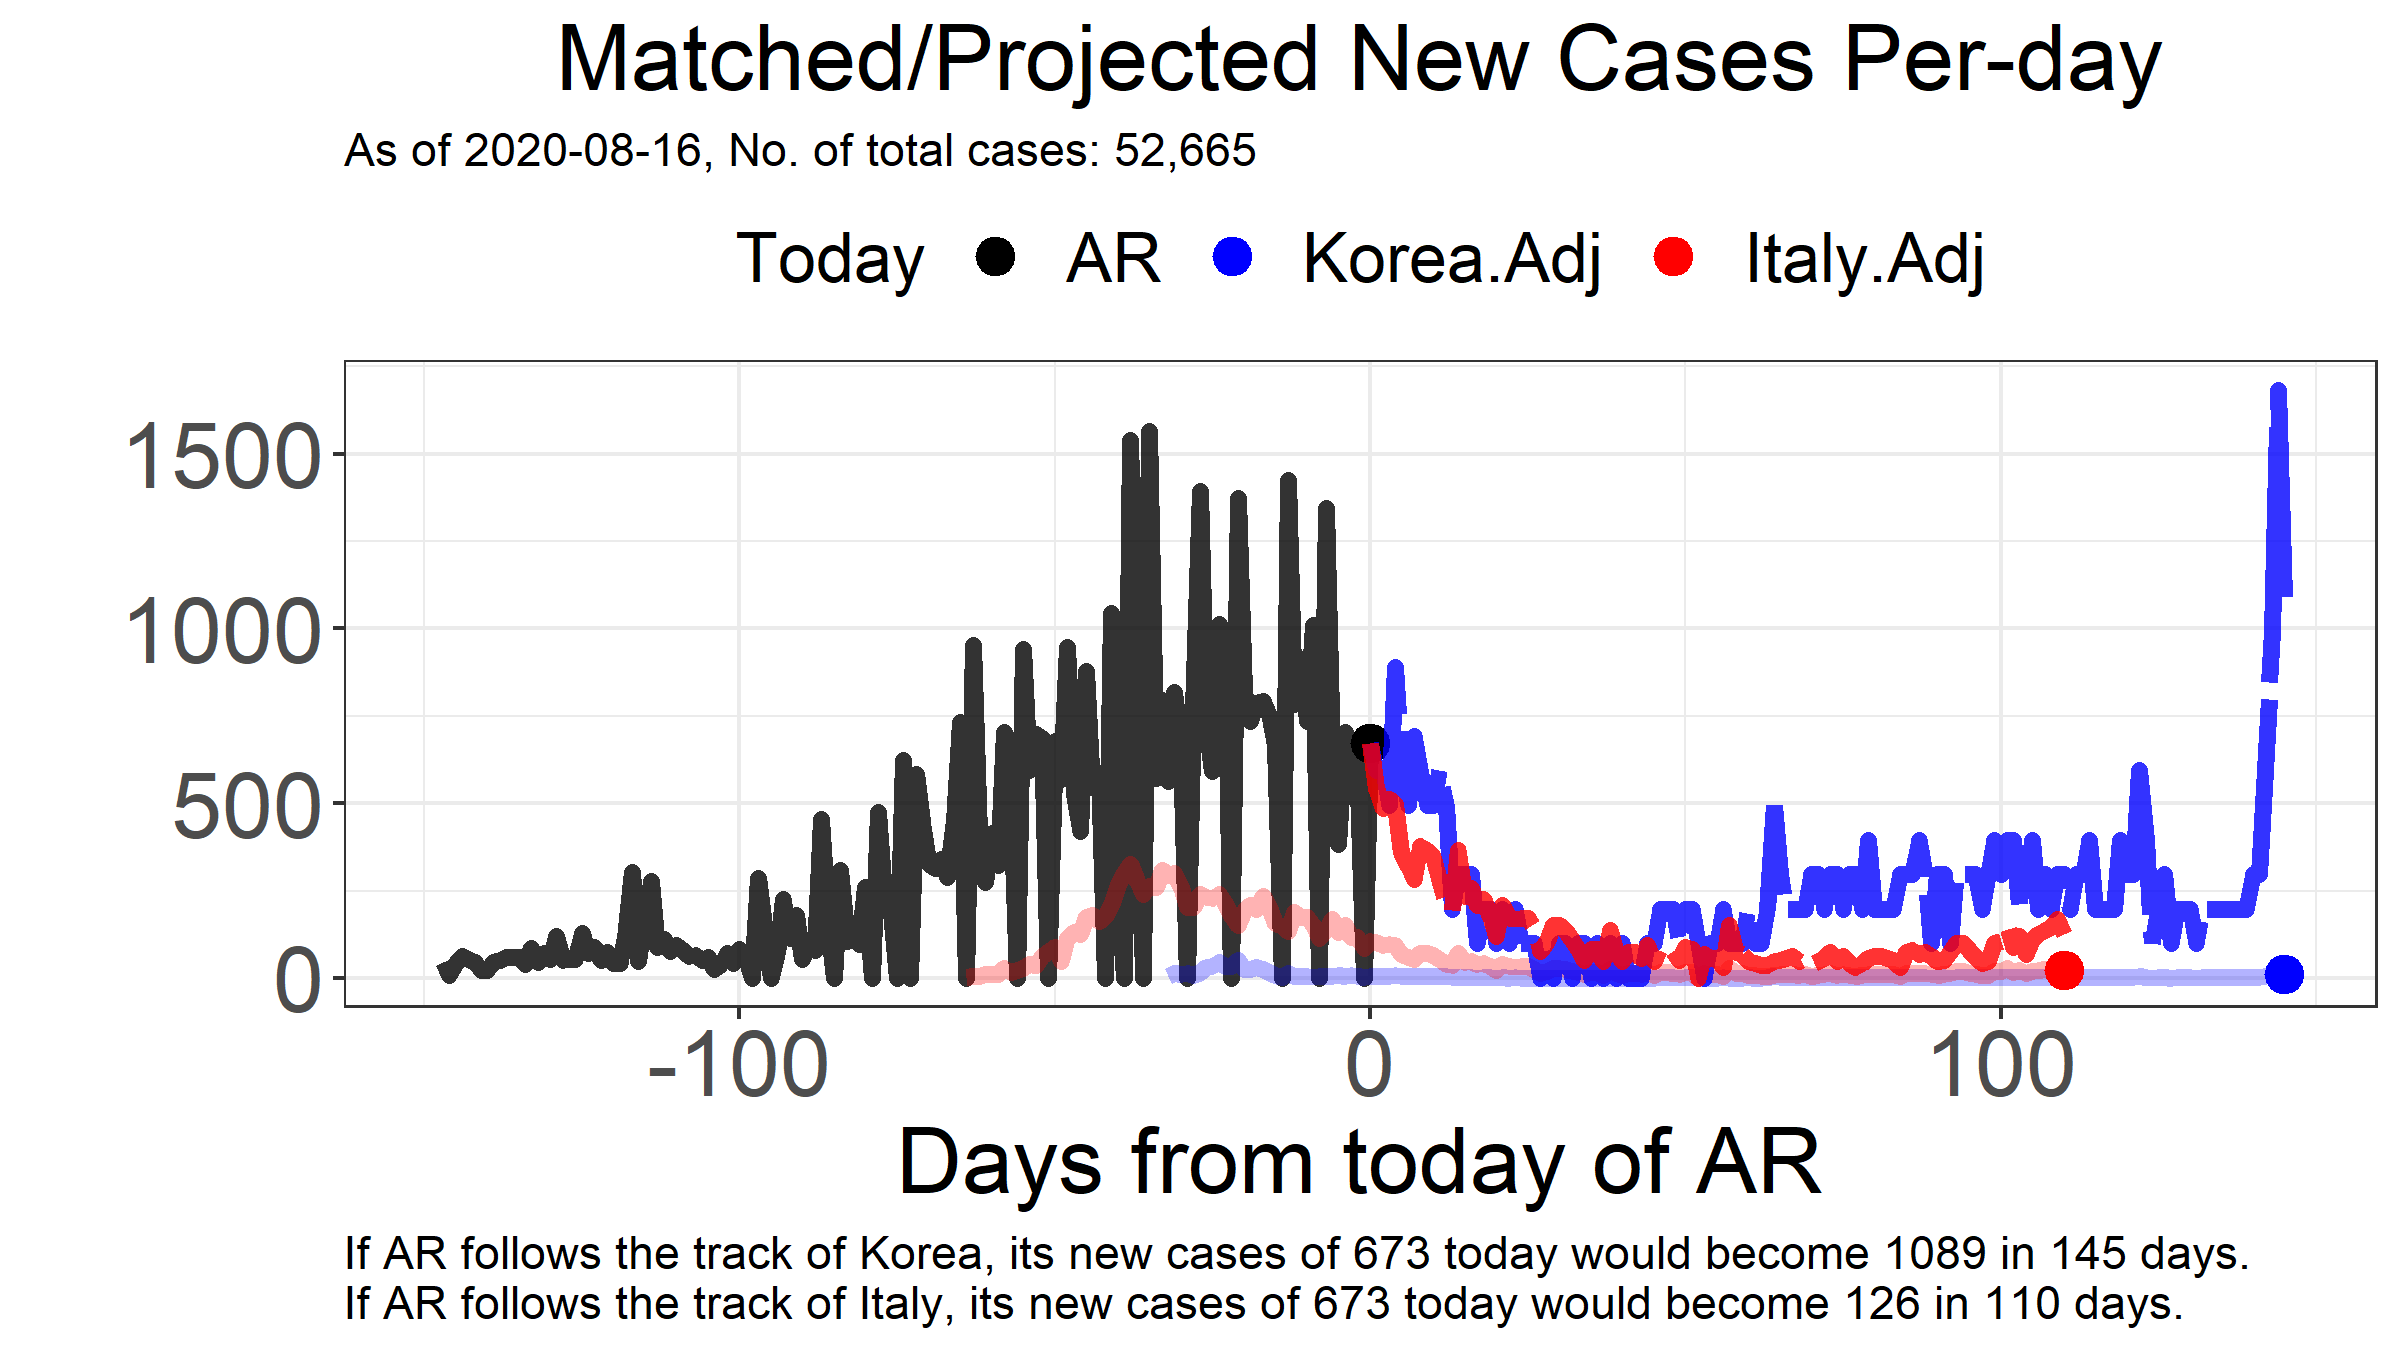 Matched/Projected New Cases Per-day
As of 2020-08-16, No. of total cases: 52,665
Today AR Korea.Adj Italy.Adj
1500
1000
500
0
-100 0 100
Days from today of AR
If AR follows the track of Korea, its new cases of 673 today would become 1089 in 145 days.
If AR follows the track of Italy, its new cases of 673 today would become 126 in 110 days.